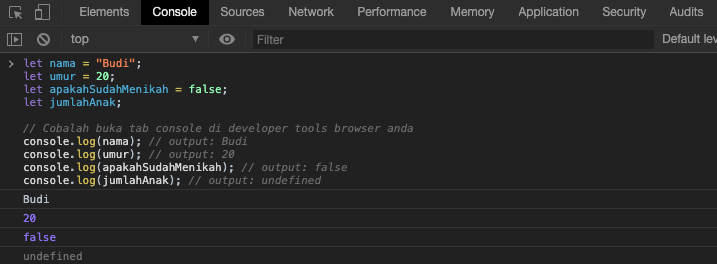 Elements Console Sources Network Performance Memory Application Security Audits
top Filter Default lev
let nama = "Budi";
let umur = 20;
let apakahSudahMenikah = false;
let jumlahAnak;
// Cobalah buka tab console di developer tools browser anda
console.log(nama); // output: Budi
console.log(umur); // output: 20
console.log(apakahSudahMenikah); // output: false
console.log(jumlahAnak); // output: undefined
Budi
20
false
undefined